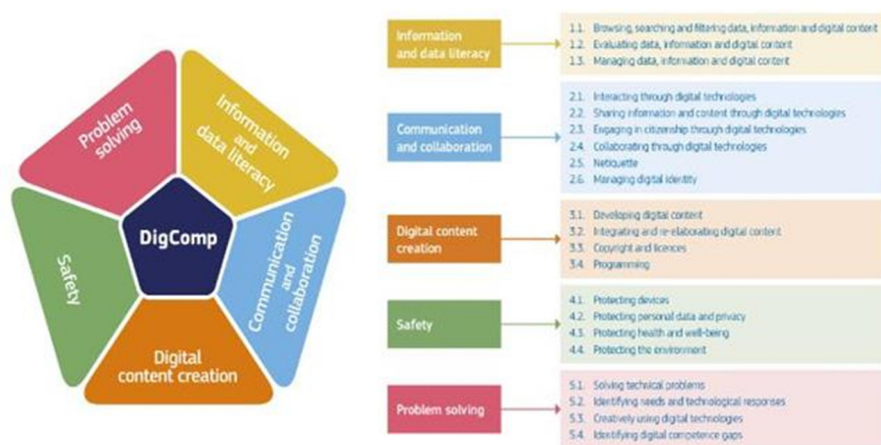 Problem
solving
Information
and
data literacy
DigComp
Safety
Communication
and
collaboration
Digital
content creation
Information
and data literacy
1.1. Browsing, searching and filtering data, information and digital content
1.2. Evaluating data, information and digital content
1.3. Managing data, information and digital content
Communication
and collaboration
2.1. Interacting through digital technologies
2.2. Sharing information and content through digital technologies
2.3. Engaging in citizenship through digital technologies
2.4. Collaborating through digital technologies
2.5. Netiquette
2.6. Managing digital identity
Digital content
creation
3.1. Developing digital content
3.2. Integrating and re-elaborating digital content
3.3. Copyright and licences
3.4. Programming
Safety
4.1. Protecting devices
4.2. Protecting personal data and privacy
4.3. Protecting health and well-being
4.4. Protecting the environment
Problem solving
5.1. Solving technical problems
5.2. Identifying needs and technological responses
5.3. Creatively using digital technologies
5.4. Identifying digital competence gaps